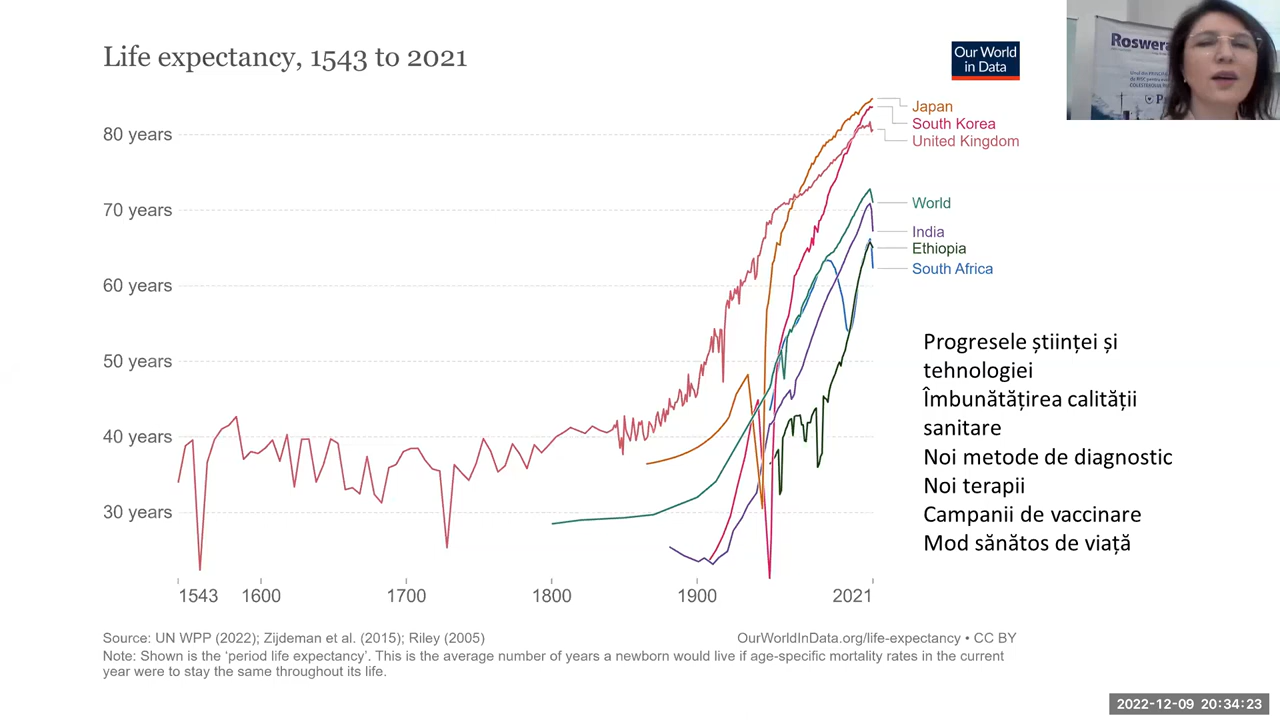 Life expectancy, 1543 to 2021
Our World
in Data
Roswera
80 years
70 years
60 years
50 years
40 years
30 years
Japan
South Korea
United Kingdom
World
India
Ethiopia
South Africa
1543
1600
1700
1800
1900
2021
Progresele științei și
tehnologiei
Îmbunătățirea calității
sanitare
Noi metode de diagnostic
Noi terapii
Campanii de vaccinare
Mod sănătos de viață
Source: UN WPP (2022); Zijdeman et al. (2015); Riley (2005)
OurWorldInData.org/life-expectancy • CC BY
Note: Shown is the ‘period life expectancy’. This is the average number of years a newborn would live if age-specific mortality rates in the current
year were to stay the same throughout its life.
2022-12-09 20:34:23